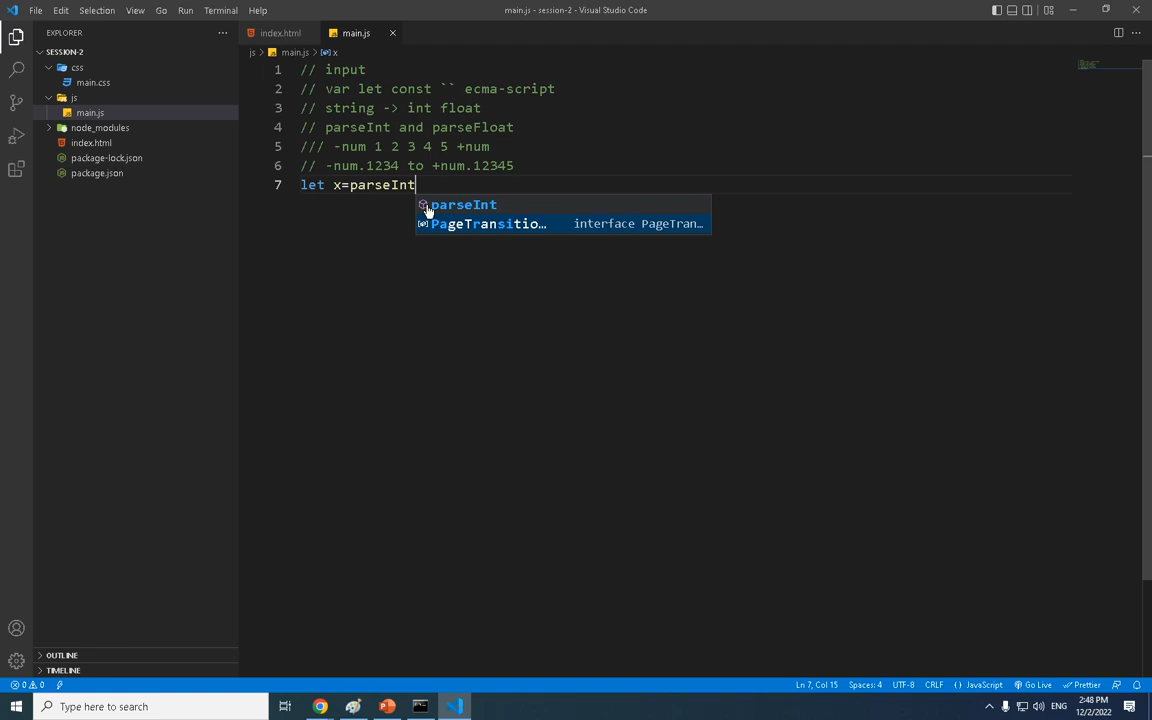 File Edit Selection View Go Run Terminal Help
main.js - session-2 - Visual Studio Code
EXPLORER
index.html
main.js
SESSION-2
js > main.js > x
css
main.css
js
main.js
node_modules
index.html
package-lock.json
package.json
1 // input
2 // var let const `` ecma-script
3 // string -> int float
4 // parseInt and parseFloat
5 /// -num 1 2 3 4 5 +num
6 // -num.1234 to +num.12345
7 let x=parseInt
parseInt
PageTransitio... interface PageTran...
OUTLINE
TIMELINE
0 0
Ln 7, Col 15 Spaces: 4 UTF-8 CRLF {} JavaScript Go Live Prettier
Type here to search
ENG
2:48 PM
12/2/2022